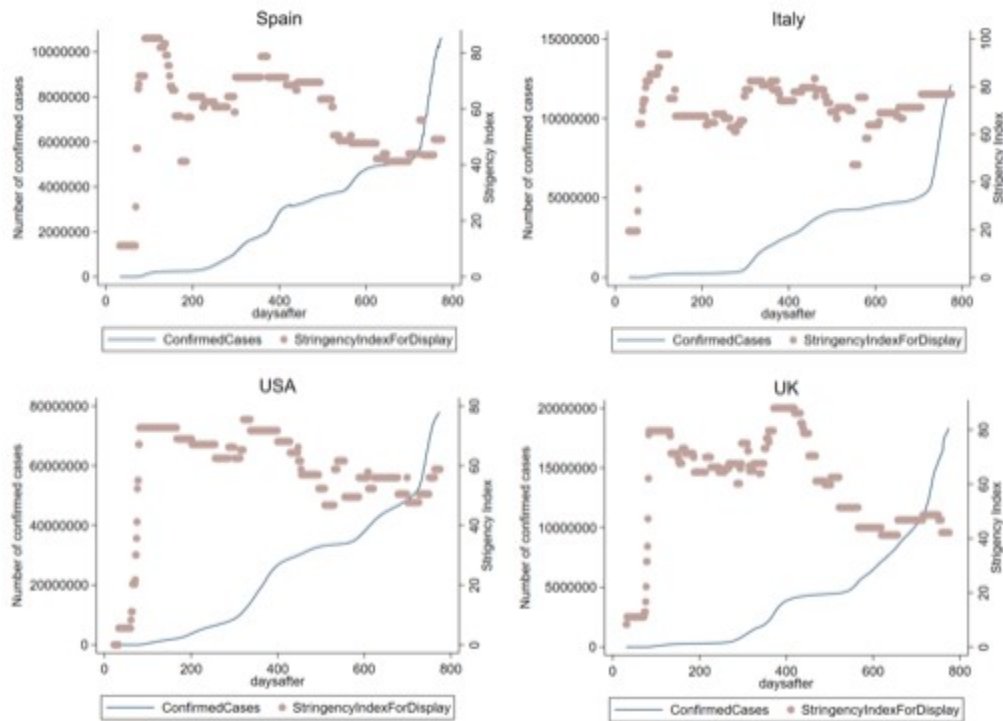 Spain
Number of confirmed cases
10000000
8000000
6000000
4000000
2000000
0
80
60
40
20
0
Strigency Index
0 200 400 600 800
daysafter
ConfirmedCases StringencyIndexForDisplay
Italy
Number of confirmed cases
15000000
10000000
5000000
0
100
80
60
40
20
0
Strigency Index
0 200 400 600 800
daysafter
ConfirmedCases StringencyIndexForDisplay
USA
Number of confirmed cases
80000000
60000000
40000000
20000000
0
80
60
40
20
0
Strigency Index
0 200 400 600 800
daysafter
ConfirmedCases StringencyIndexForDisplay
UK
Number of confirmed cases
20000000
15000000
10000000
5000000
0
80
60
40
20
0
Strigency Index
0 200 400 600 800
daysafter
ConfirmedCases StringencyIndexForDisplay